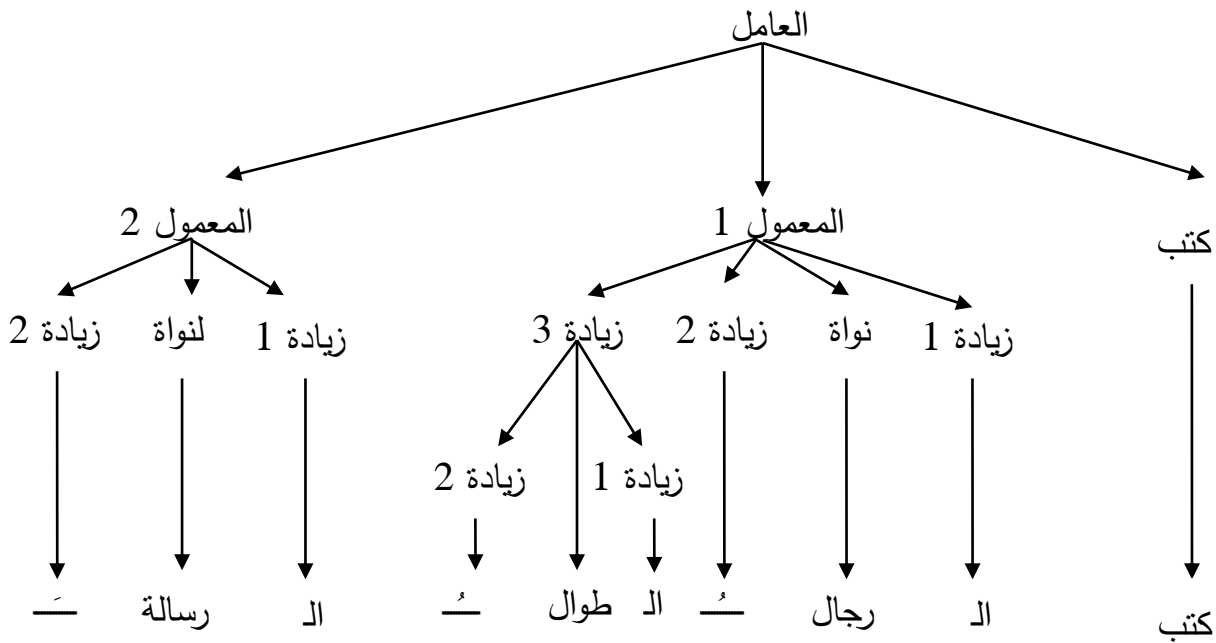 العامل
كتب المعمول 1 المعمول 2
زيادة 1 نواة زيادة 2 زيادة 3 زيادة 1 لنواة زيادة 2
زيادة 1 زيادة 2
كتب الـ رجال ـُـ الـ طوال ـُـ الـ رسالة ـَـ